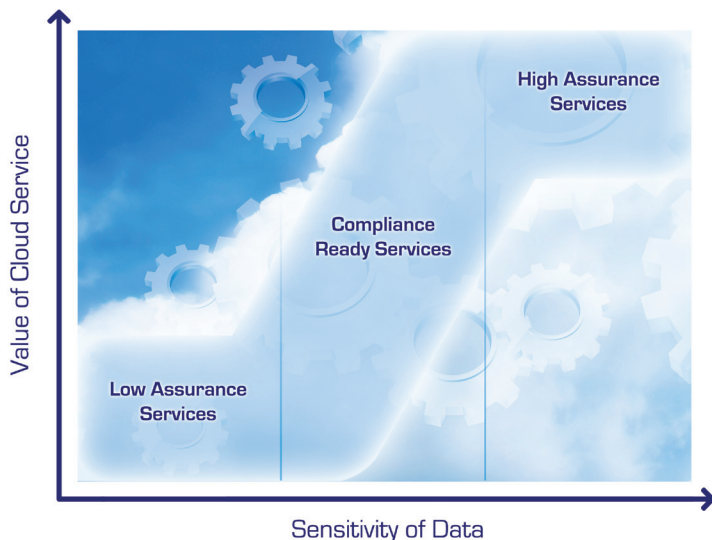 High Assurance
Services
Compliance
Ready Services
Low Assurance
Services
Value of Cloud Service
Sensitivity of Data